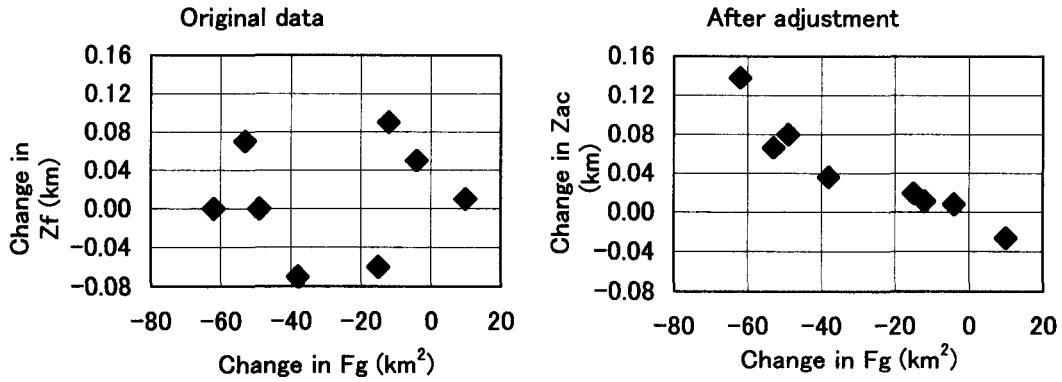 Original data
0.16
0.12
0.08
0.04
0.00
−0.04
−0.08
−80 −60 −40 −20 0 20
Change in
Zf (km)
Change in Fg (km²)
After adjustment
0.16
0.12
0.08
0.04
0.00
−0.04
−0.08
−80 −60 −40 −20 0 20
Change in Zac
(km)
Change in Fg (km²)